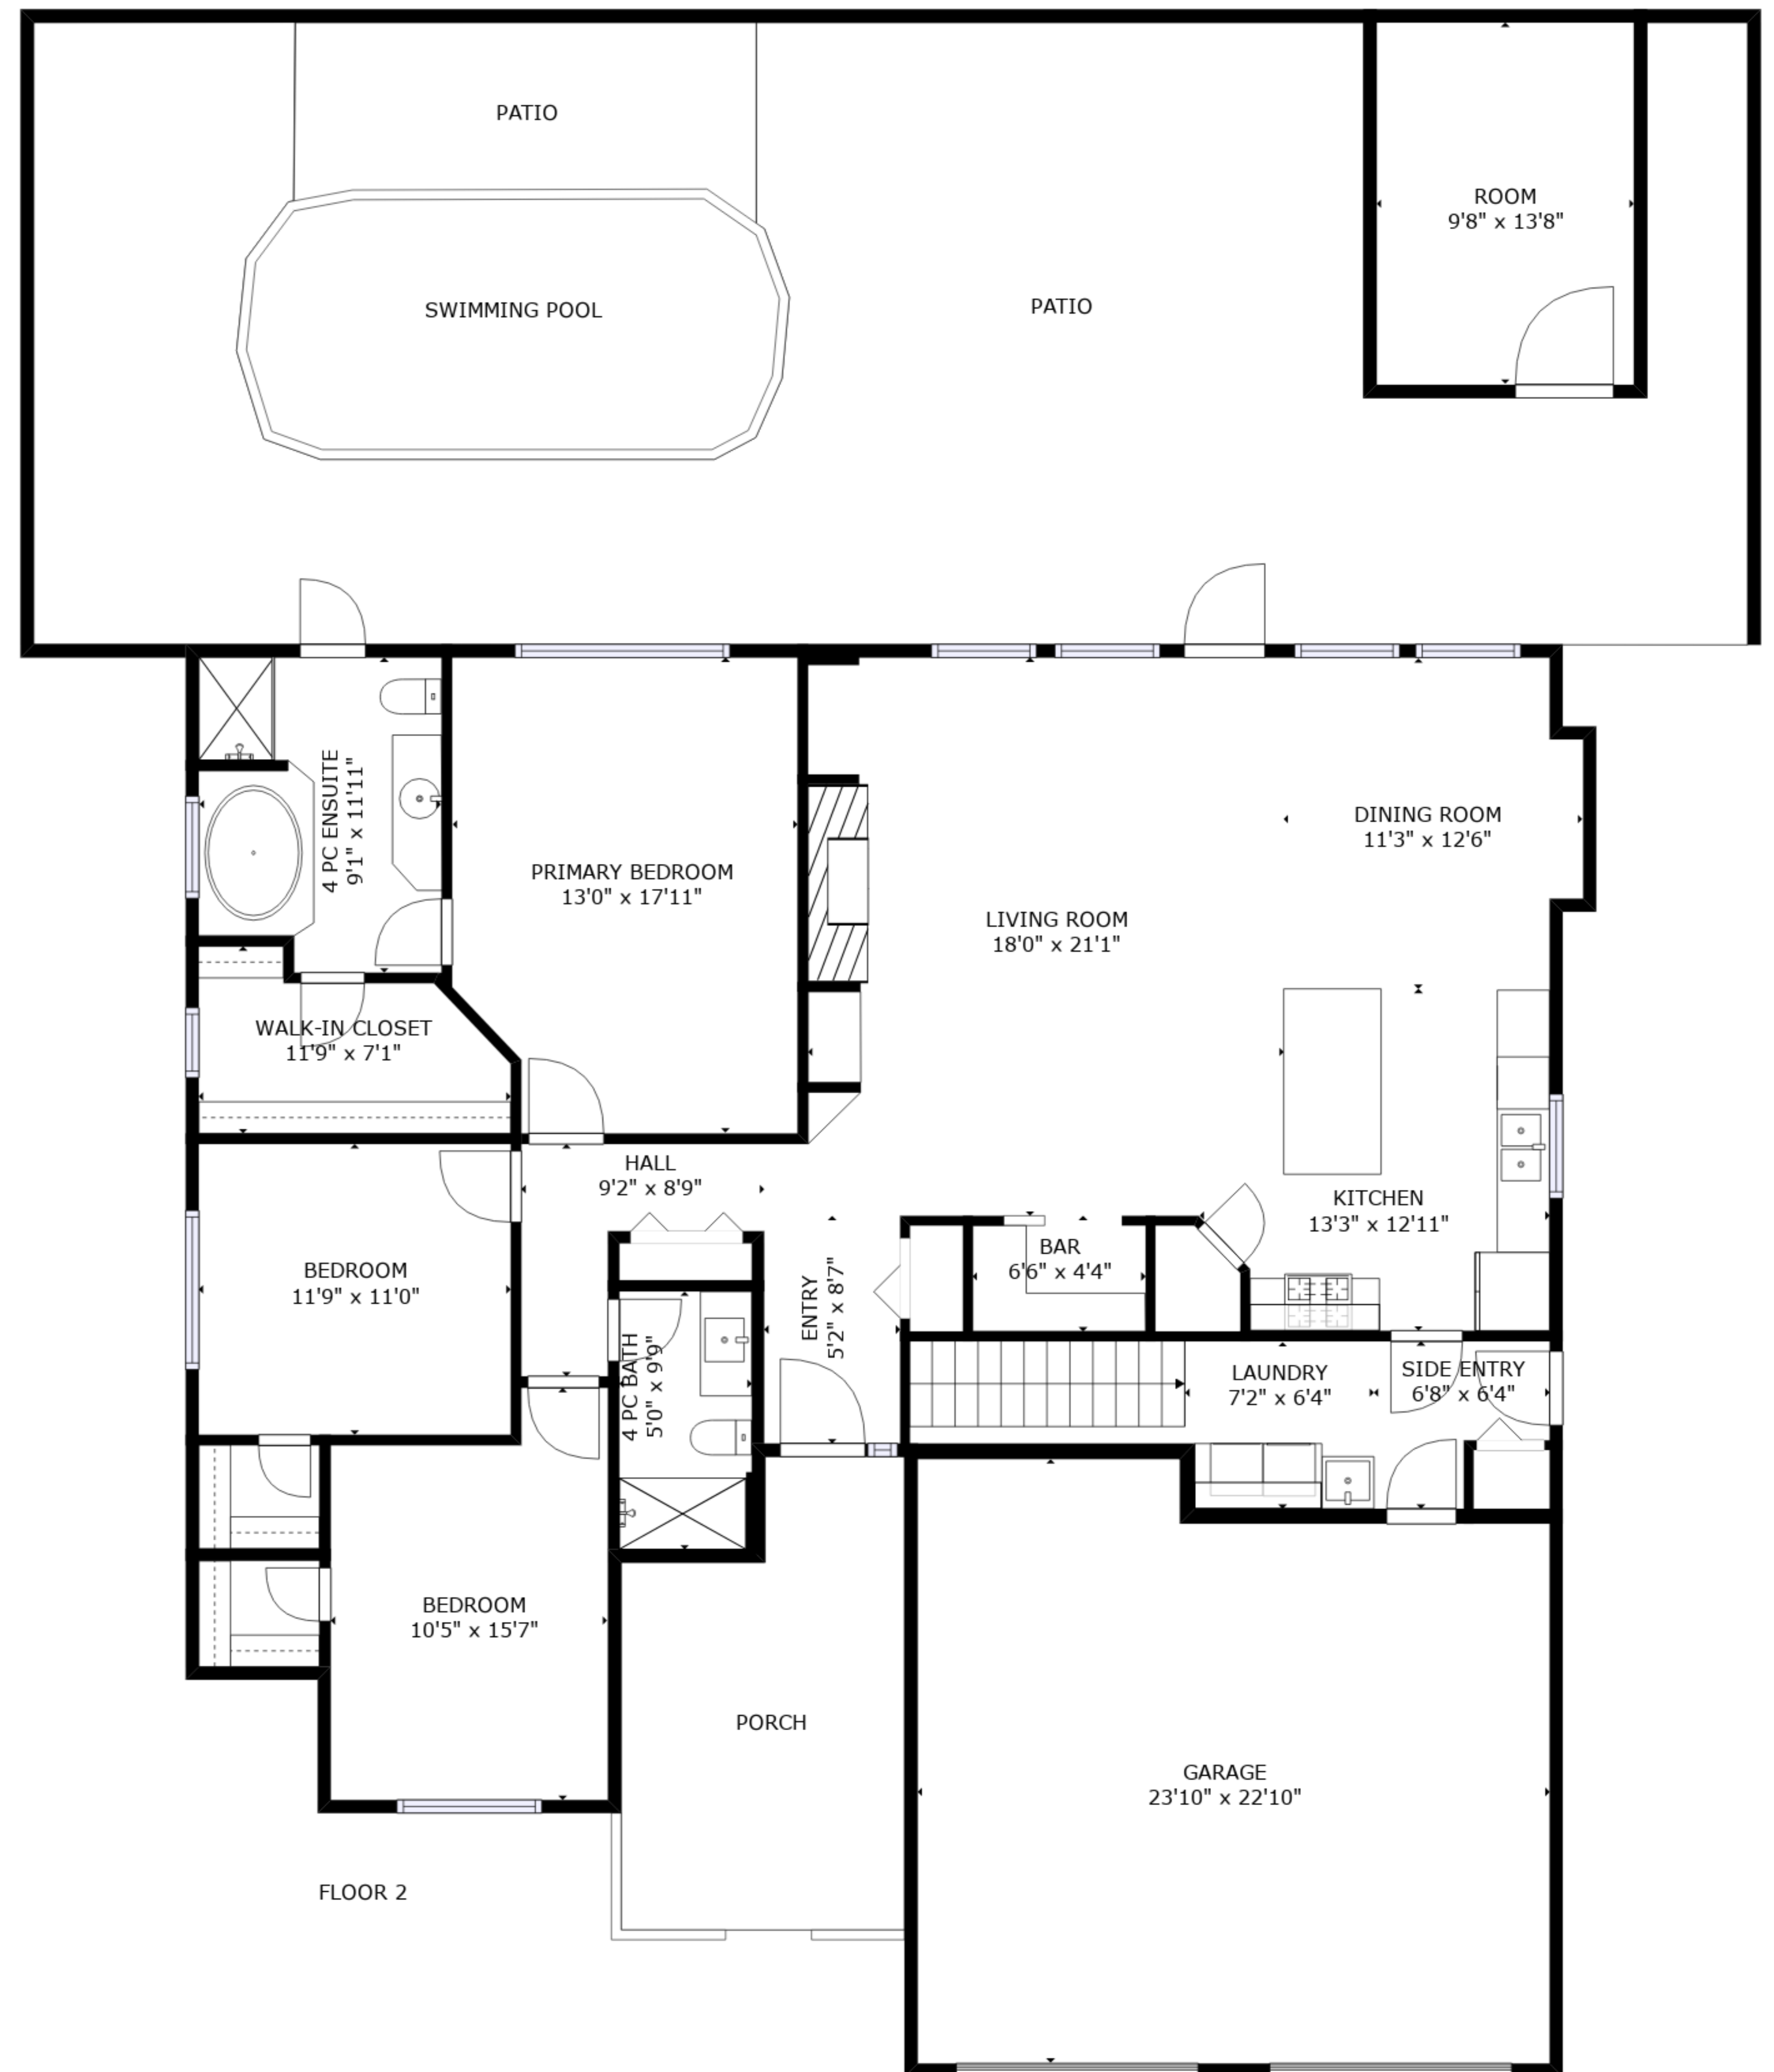 PATIO
ROOM
9'8" x 13'8"
SWIMMING POOL
PATIO
4 PC ENSUITE
9'1" x 11'11"
PRIMARY BEDROOM
13'0" x 17'11"
DINING ROOM
11'3" x 12'6"
LIVING ROOM
18'0" x 21'1"
WALK-IN CLOSET
11'9" x 7'1"
HALL
9'2" x 8'9"
KITCHEN
13'3" x 12'11"
BEDROOM
11'9" x 11'0"
ENTRY
5'2" x 8'7"
BAR
6'6" x 4'4"
4 PC BATH
5'0" x 9'9"
LAUNDRY
7'2" x 6'4"
SIDE ENTRY
6'8" x 6'4"
BEDROOM
10'5" x 15'7"
PORCH
GARAGE
23'10" x 22'10"
FLOOR 2